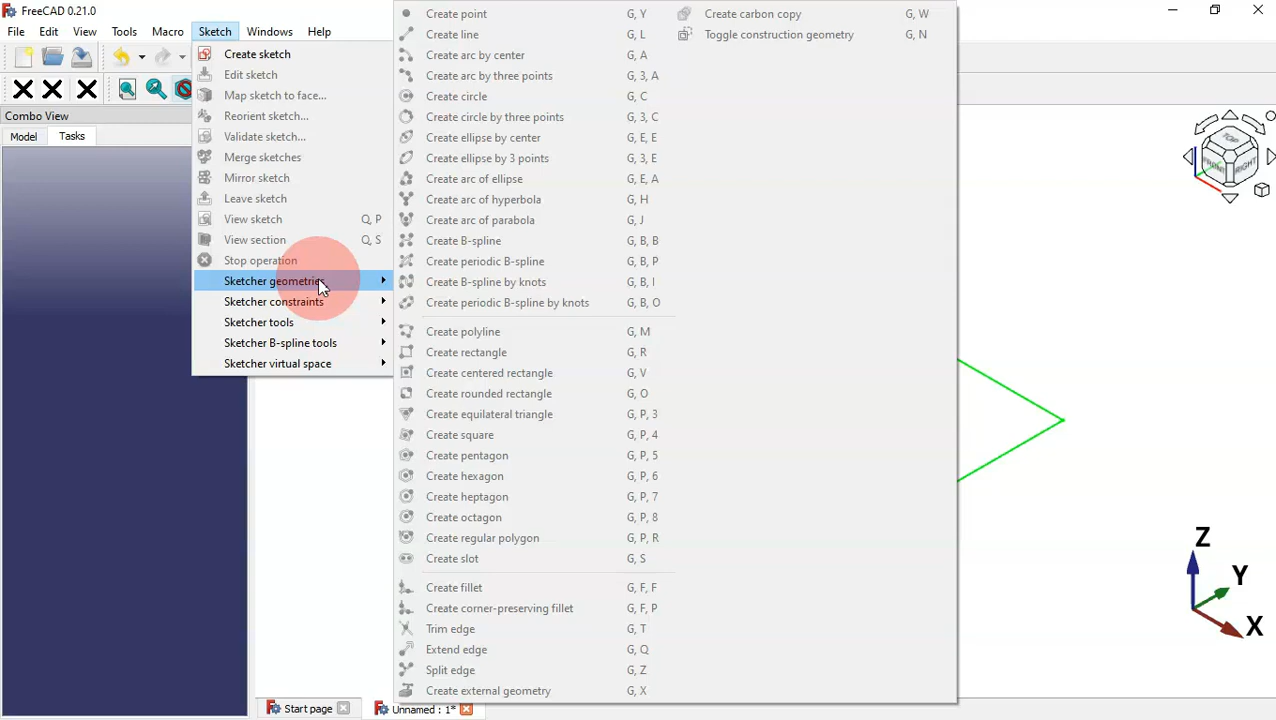 FreeCAD 0.21.0
File Edit View Tools Macro Sketch Windows Help
Combo View
Model Tasks
Create sketch
Edit sketch
Map sketch to face...
Reorient sketch...
Validate sketch...
Merge sketches
Mirror sketch
Leave sketch
View sketch Q, P
View section Q, S
Stop operation
Sketcher geometries
Sketcher constraints
Sketcher tools
Sketcher B-spline tools
Sketcher virtual space
Create point G, Y
Create line G, L
Create arc by center G, A
Create arc by three points G, 3, A
Create circle G, C
Create circle by three points G, 3, C
Create ellipse by center G, E, E
Create ellipse by 3 points G, 3, E
Create arc of ellipse G, E, A
Create arc of hyperbola G, H
Create arc of parabola G, J
Create B-spline G, B, B
Create periodic B-spline G, B, P
Create B-spline by knots G, B, I
Create periodic B-spline by knots G, B, O
Create polyline G, M
Create rectangle G, R
Create centered rectangle G, V
Create rounded rectangle G, O
Create equilateral triangle G, P, 3
Create square G, P, 4
Create pentagon G, P, 5
Create hexagon G, P, 6
Create heptagon G, P, 7
Create octagon G, P, 8
Create regular polygon G, P, R
Create slot G, S
Create fillet G, F, F
Create corner-preserving fillet G, F, P
Trim edge G, T
Extend edge G, Q
Split edge G, Z
Create external geometry G, X
Create carbon copy G, W
Toggle construction geometry G, N
TOP
FRONT RIGHT
Z
Y
X
Start page
Unnamed : 1*